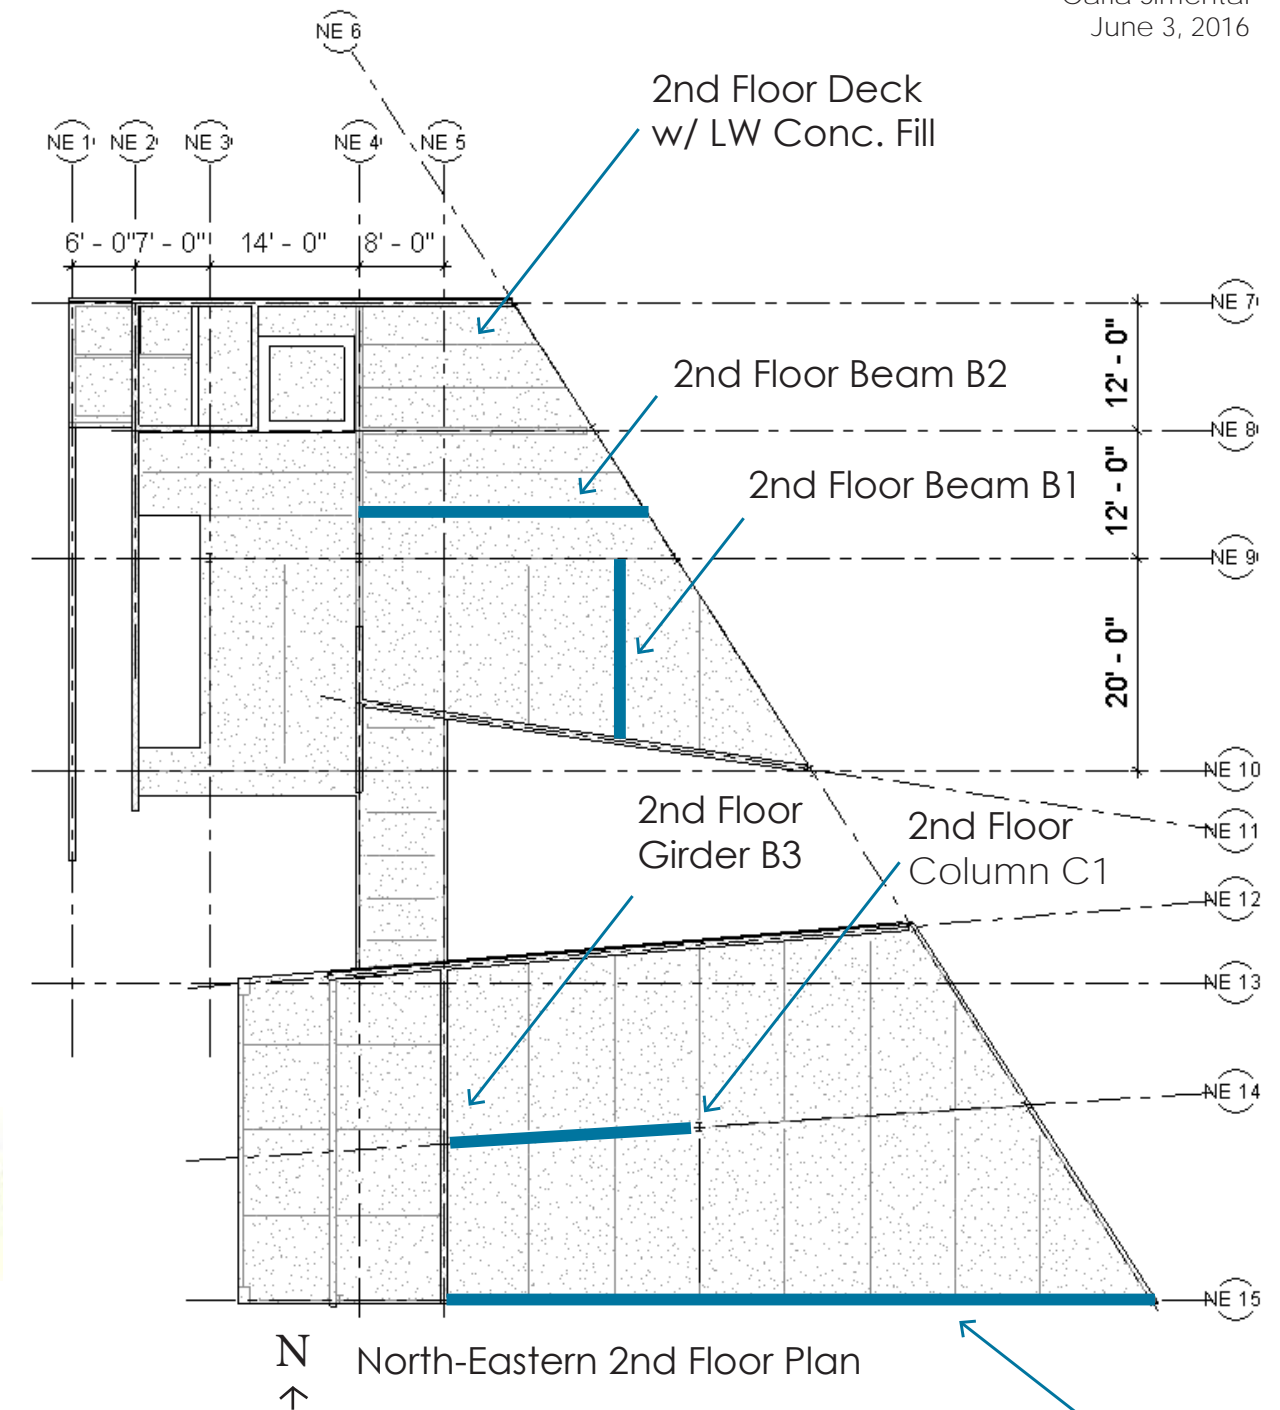 June 3, 2016
NE 6
2nd Floor Deck
w/ LW Conc. Fill
NE 1
NE 2
NE 3
NE 4
NE 5
6' - 0"
7' - 0"
14' - 0"
8' - 0"
NE 7
12' - 0"
2nd Floor Beam B2
NE 8
12' - 0"
2nd Floor Beam B1
NE 9
20' - 0"
NE 10
2nd Floor
Girder B3
2nd Floor
Column C1
NE 11
NE 12
NE 13
NE 14
NE 15
N
North-Eastern 2nd Floor Plan